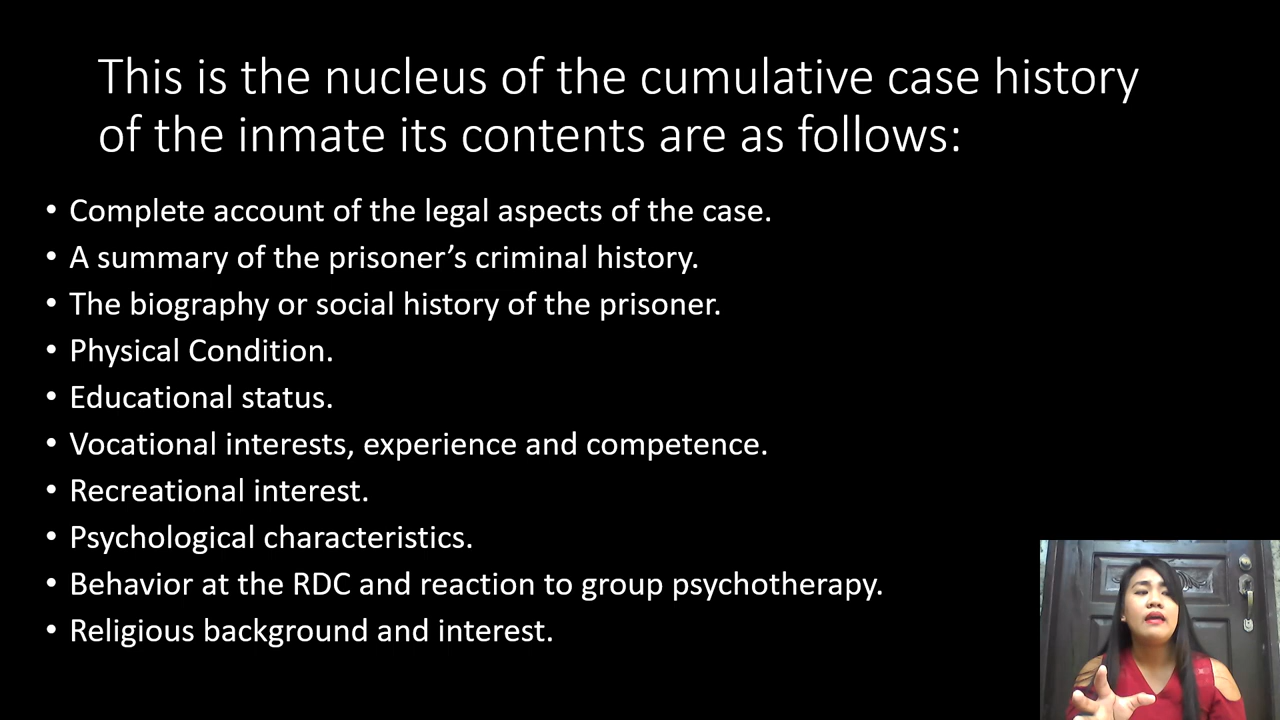 This is the nucleus of the cumulative case history
of the inmate its contents are as follows:
• Complete account of the legal aspects of the case.
• A summary of the prisoner’s criminal history.
• The biography or social history of the prisoner.
• Physical Condition.
• Educational status.
• Vocational interests, experience and competence.
• Recreational interest.
• Psychological characteristics.
• Behavior at the RDC and reaction to group psychotherapy.
• Religious background and interest.